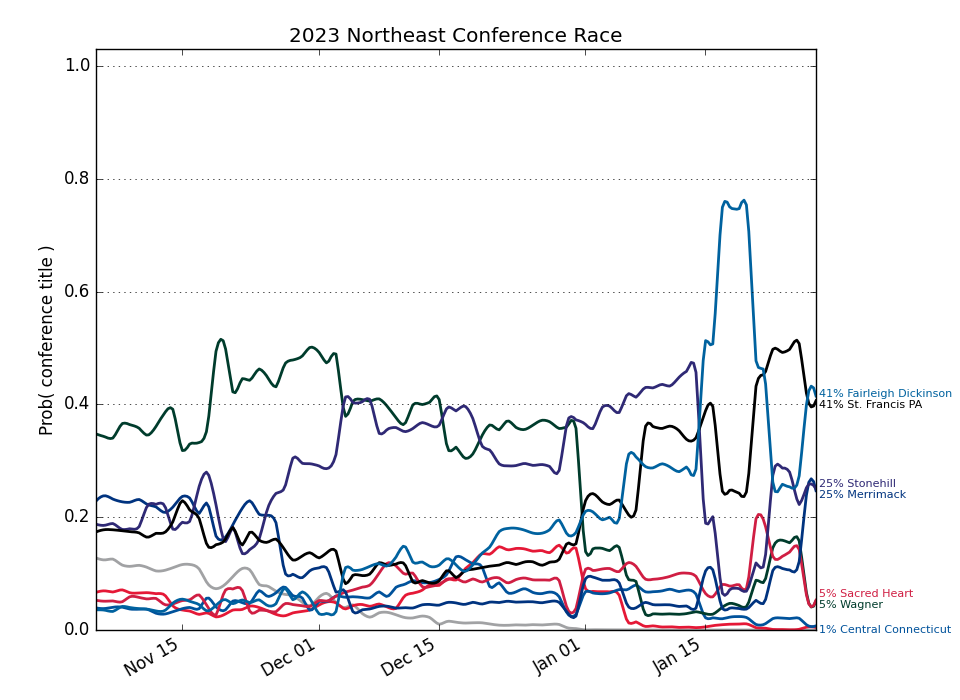 2023 Northeast Conference Race
Prob( conference title )
1.0
0.8
0.6
0.4
0.2
0.0
Nov 15
Dec 01
Dec 15
Jan 01
Jan 15
41% Fairleigh Dickinson
41% St. Francis PA
25% Stonehill
25% Merrimack
5% Sacred Heart
5% Wagner
1% Central Connecticut